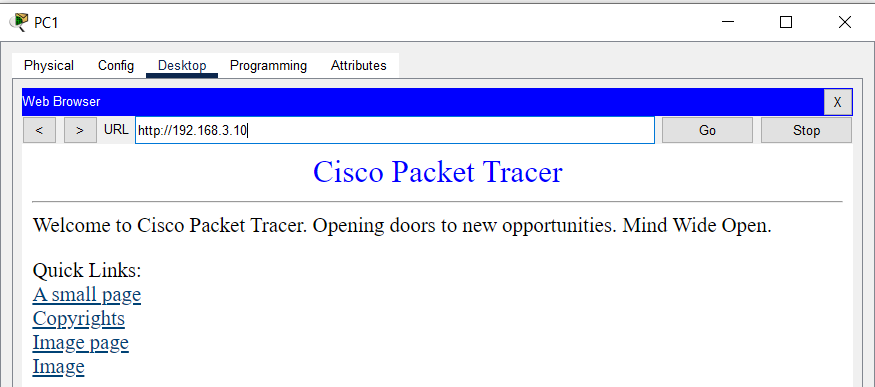 PC1
Physical Config Desktop Programming Attributes
Web Browser X
< > URL http://192.168.3.10 Go Stop
Cisco Packet Tracer
Welcome to Cisco Packet Tracer. Opening doors to new opportunities. Mind Wide Open.
Quick Links:
A small page
Copyrights
Image page
Image